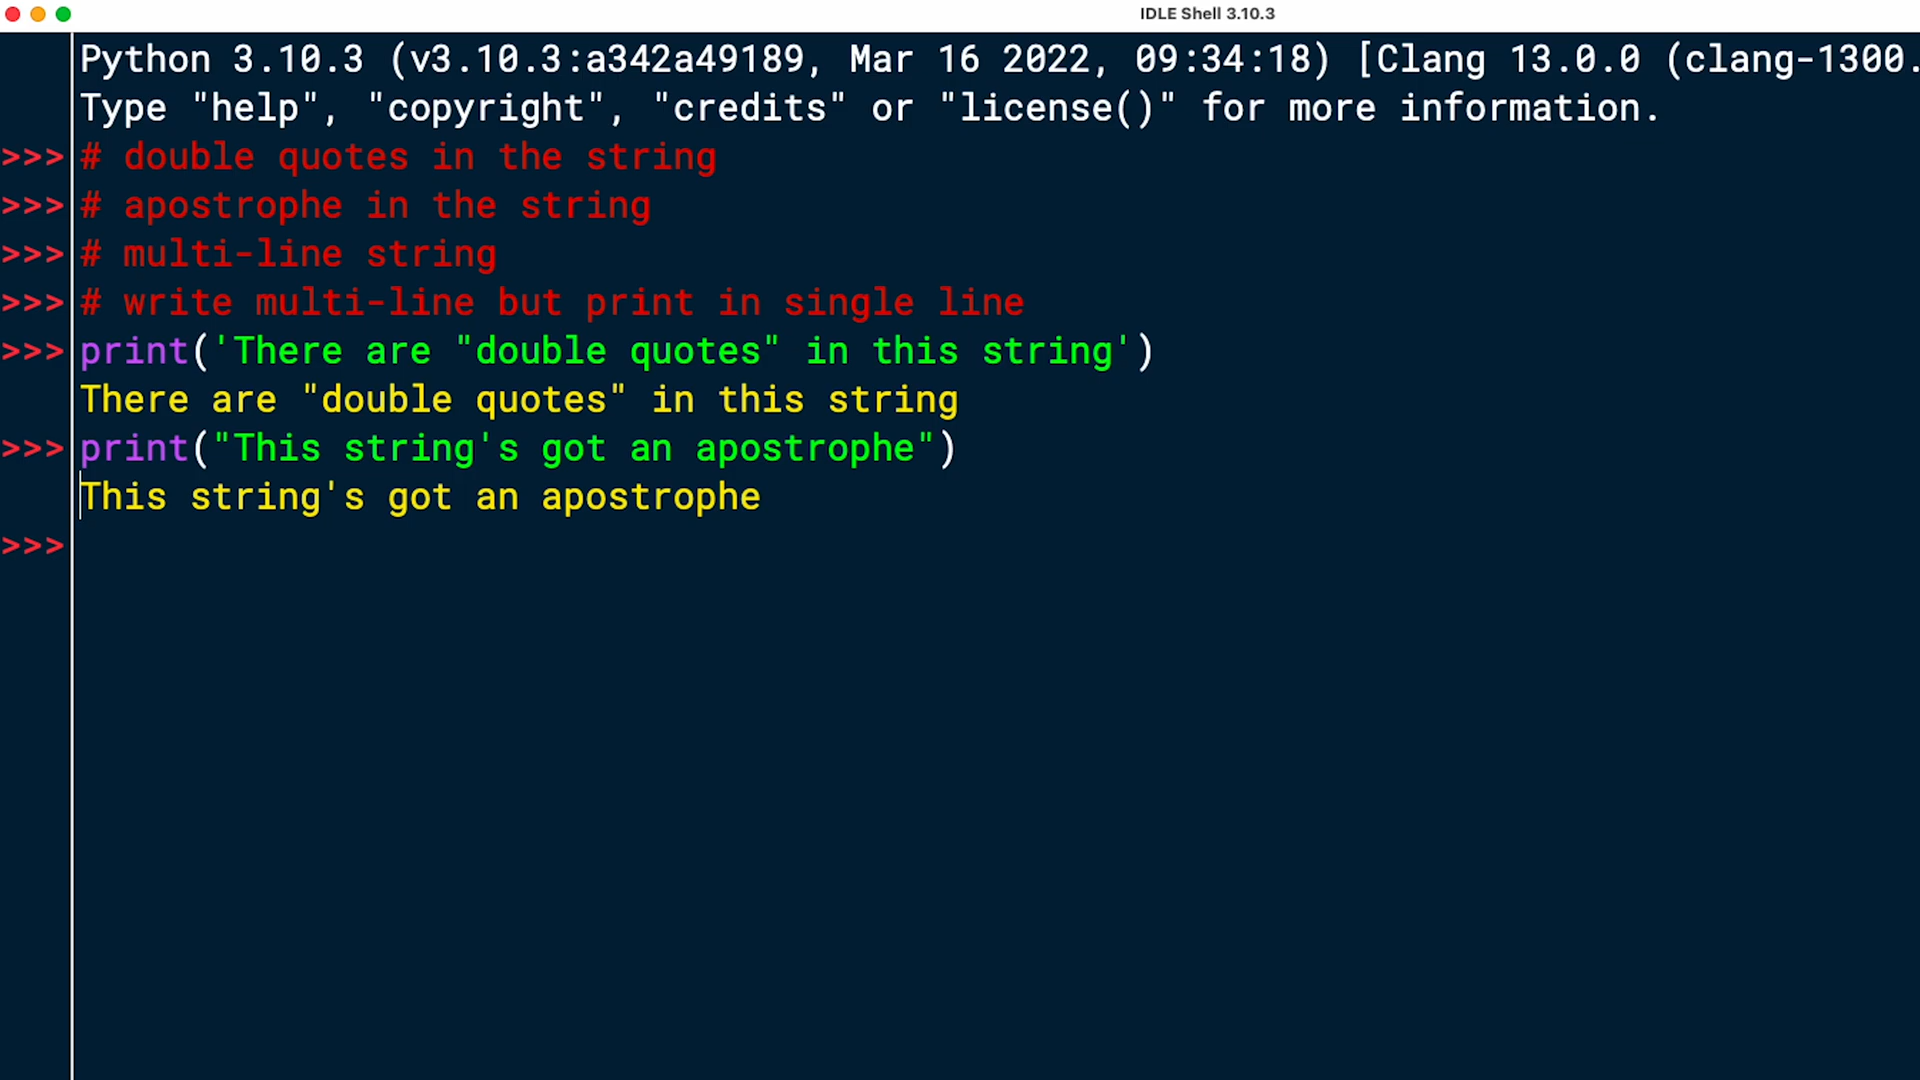 IDLE Shell 3.10.3
Python 3.10.3 (v3.10.3:a342a49189, Mar 16 2022, 09:34:18) [Clang 13.0.0 (clang-1300.
Type "help", "copyright", "credits" or "license()" for more information.
>>> # double quotes in the string
>>> # apostrophe in the string
>>> # multi-line string
>>> # write multi-line but print in single line
>>> print('There are "double quotes" in this string')
There are "double quotes" in this string
>>> print("This string's got an apostrophe")
This string's got an apostrophe
>>>